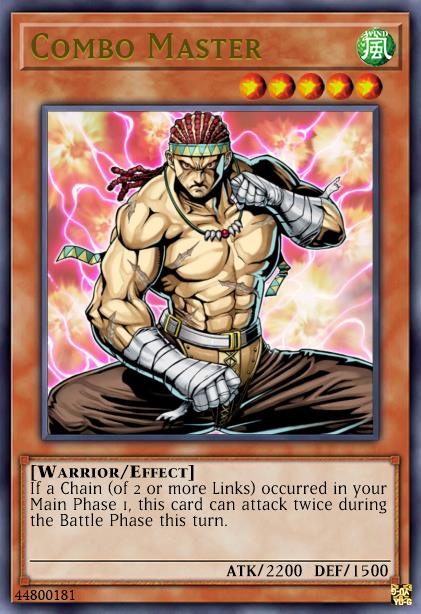 COMBO MASTER
WIND
風
[WARRIOR/EFFECT]
If a Chain (of 2 or more Links) occurred in your
Main Phase 1, this card can attack twice during
the Battle Phase this turn.
ATK/2200 DEF/1500
44800181